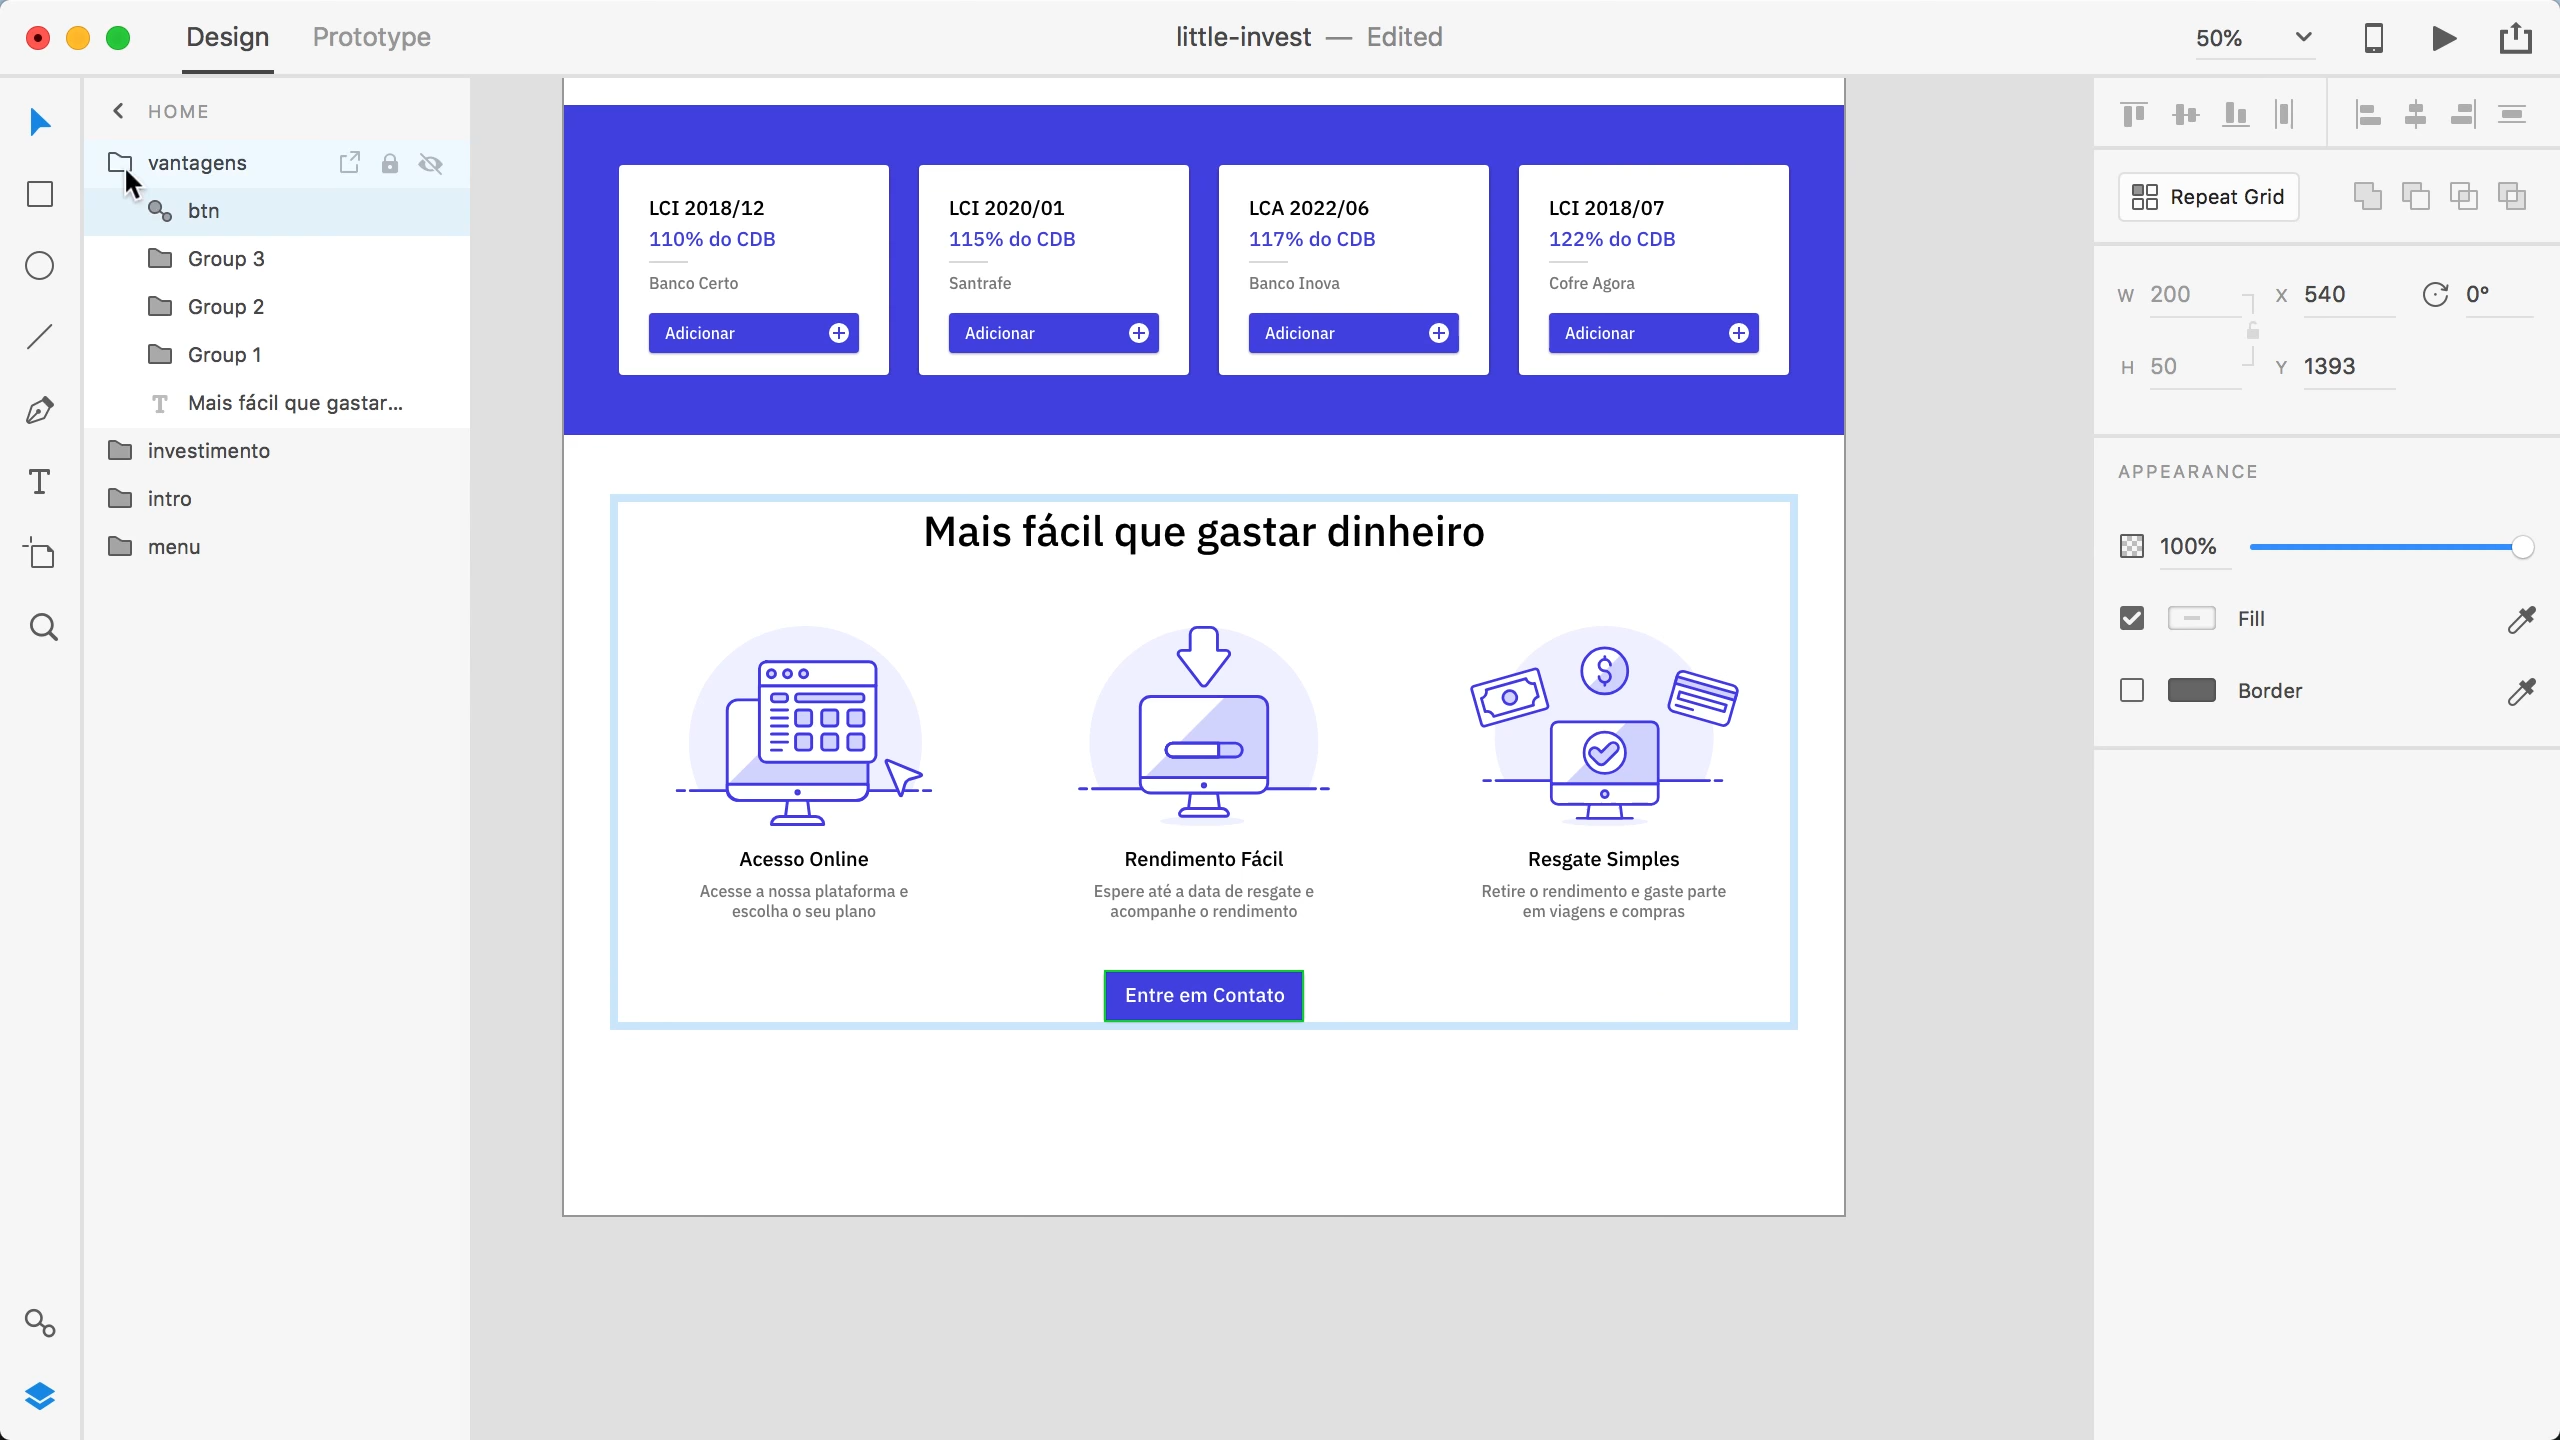 Design Prototype little-invest — Edited 50%
HOME
vantagens
btn
Group 3
Group 2
Group 1
T Mais fácil que gastar...
investimento
intro
menu
LCI 2018/12
110% do CDB
Banco Certo
Adicionar
LCI 2020/01
115% do CDB
Santrafe
Adicionar
LCA 2022/06
117% do CDB
Banco Inova
Adicionar
LCI 2018/07
122% do CDB
Cofre Agora
Adicionar
Mais fácil que gastar dinheiro
$
Acesso Online
Acesse a nossa plataforma e
escolha o seu plano
Rendimento Fácil
Espere até a data de resgate e
acompanhe o rendimento
Resgate Simples
Retire o rendimento e gaste parte
em viagens e compras
Entre em Contato
Repeat Grid
W 200 X 540 0°
H 50 Y 1393
APPEARANCE
100%
Fill
Border